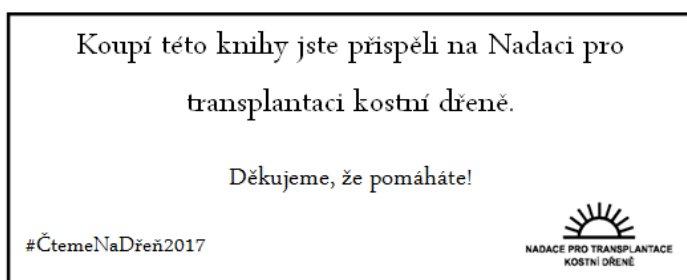 Koupí této knihy jste přispěli na Nadaci pro
transplantaci kostní dřeně.
Děkujeme, že pomáháte!
#ČtemeNaDřeň2017
NADACE PRO TRANSPLANTACE
KOSTNÍ DŘENĚ